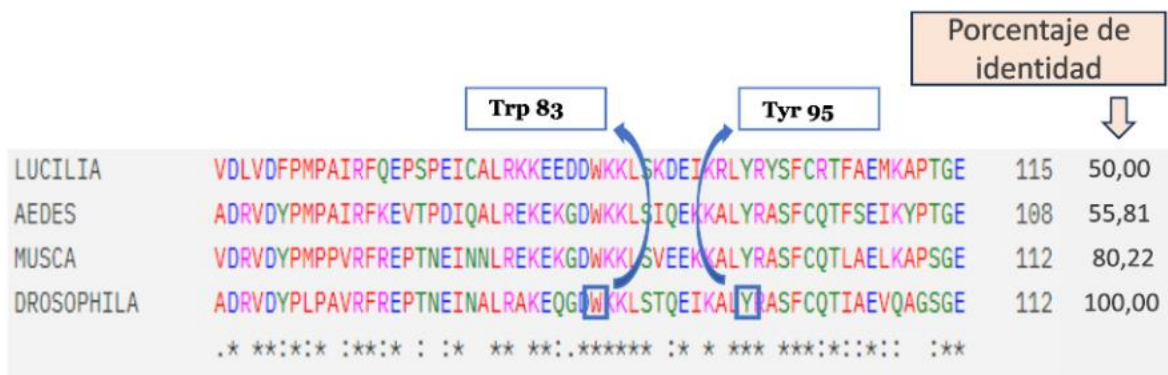 Porcentaje de
identidad
Trp 83
Tyr 95
LUCILIA VDLVDFPMPAIRFQEPSPEICALRKKEEDDWKKLSKDEIKRLYRYSFCRTFAEMKAPTGE 115 50,00
AEDES ADRVDYPMPAIRFKEVTPDIQALREKEKGDWKKLSIQEKKALYRASFCQTFSEIKYPTGE 108 55,81
MUSCA VDRVDYPMPPVRFREPTNEINNLREKEKGDWKKLSVEEKKALYRASFCQTLAELKAPSGE 112 80,22
DROSOPHILA ADRVDYPLPAVRFREPTNEINALRAKEQGDWKKLSTQEIKALYRASFCQTIAEVQAGSGE 112 100,00
.* **:*:* :**:* : :*  ** **:.****** :* * *** ***:*::*::  :**